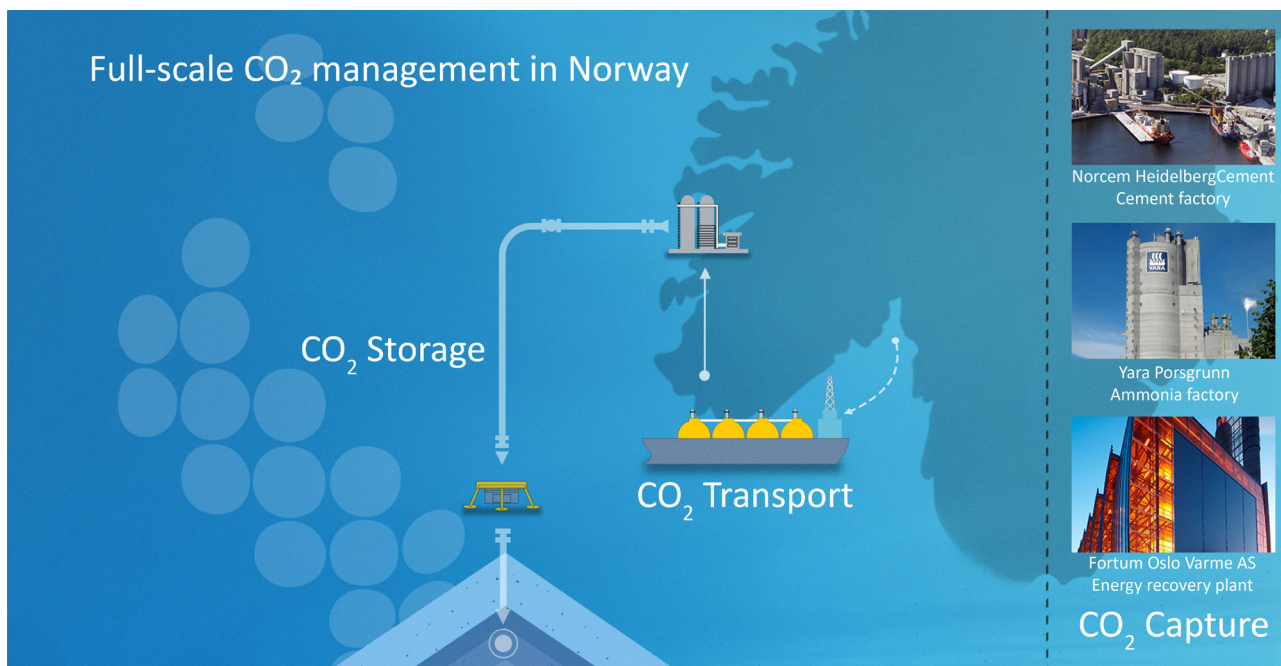 Full-scale CO₂ management in Norway
CO₂ Storage
CO₂ Transport
Norcem HeidelbergCement
Cement factory
YARA
Yara Porsgrunn
Ammonia factory
Fortum Oslo Varme AS
Energy recovery plant
CO₂ Capture